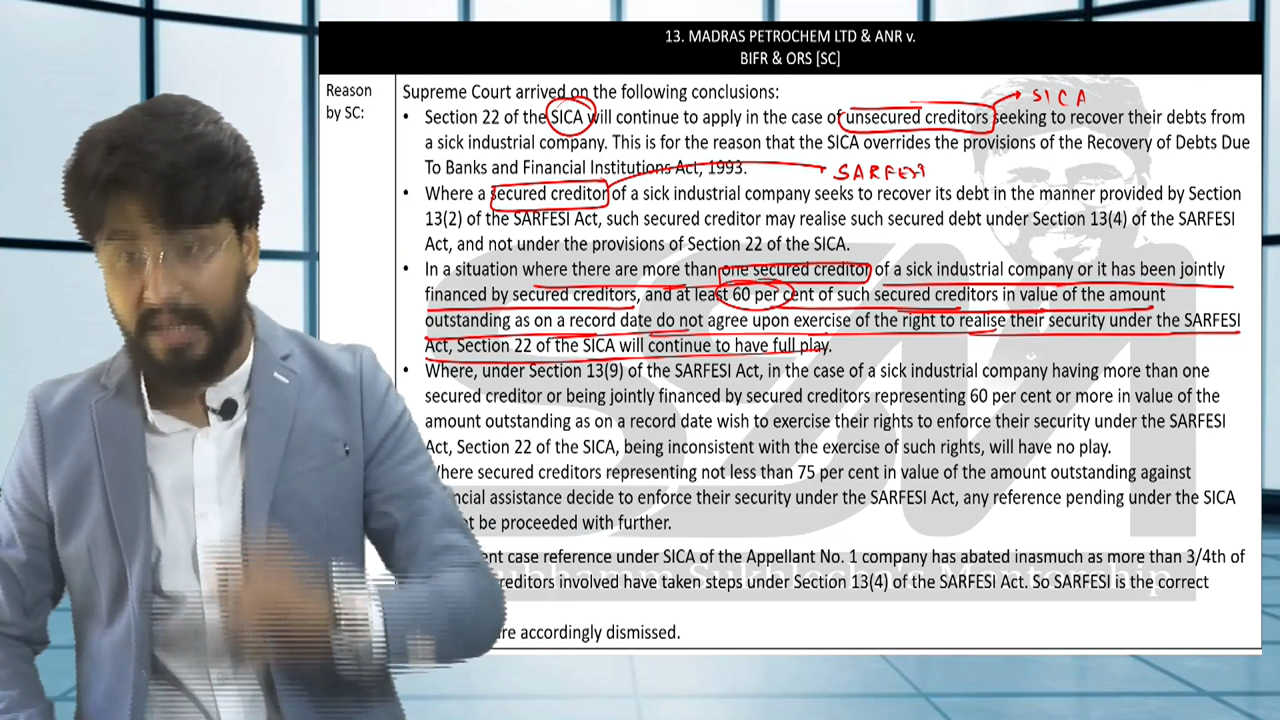 13. MADRAS PETROCHEM LTD & ANR v.
BIFR & ORS [SC]
Reason
by SC:
Supreme Court arrived on the following conclusions:
SICA
• Section 22 of the SICA will continue to apply in the case of unsecured creditors seeking to recover their debts from
a sick industrial company. This is for the reason that the SICA overrides the provisions of the Recovery of Debts Due
To Banks and Financial Institutions Act, 1993.
SARFESI
• Where a secured creditor of a sick industrial company seeks to recover its debt in the manner provided by Section
13(2) of the SARFESI Act, such secured creditor may realise such secured debt under Section 13(4) of the SARFESI
Act, and not under the provisions of Section 22 of the SICA.
• In a situation where there are more than one secured creditor of a sick industrial company or it has been jointly
financed by secured creditors, and at least 60 per cent of such secured creditors in value of the amount
outstanding as on a record date do not agree upon exercise of the right to realise their security under the SARFESI
Act, Section 22 of the SICA will continue to have full play.
• Where, under Section 13(9) of the SARFESI Act, in the case of a sick industrial company having more than one
secured creditor or being jointly financed by secured creditors representing 60 per cent or more in value of the
amount outstanding as on a record date wish to exercise their rights to enforce their security under the SARFESI
Act, Section 22 of the SICA, being inconsistent with the exercise of such rights, will have no play.
here secured creditors representing not less than 75 per cent in value of the amount outstanding against
ncial assistance decide to enforce their security under the SARFESI Act, any reference pending under the SICA
t be proceeded with further.
ent case reference under SICA of the Appellant No. 1 company has abated inasmuch as more than 3/4th of
reditors involved have taken steps under Section 13(4) of the SARFESI Act. So SARFESI is the correct
re accordingly dismissed.